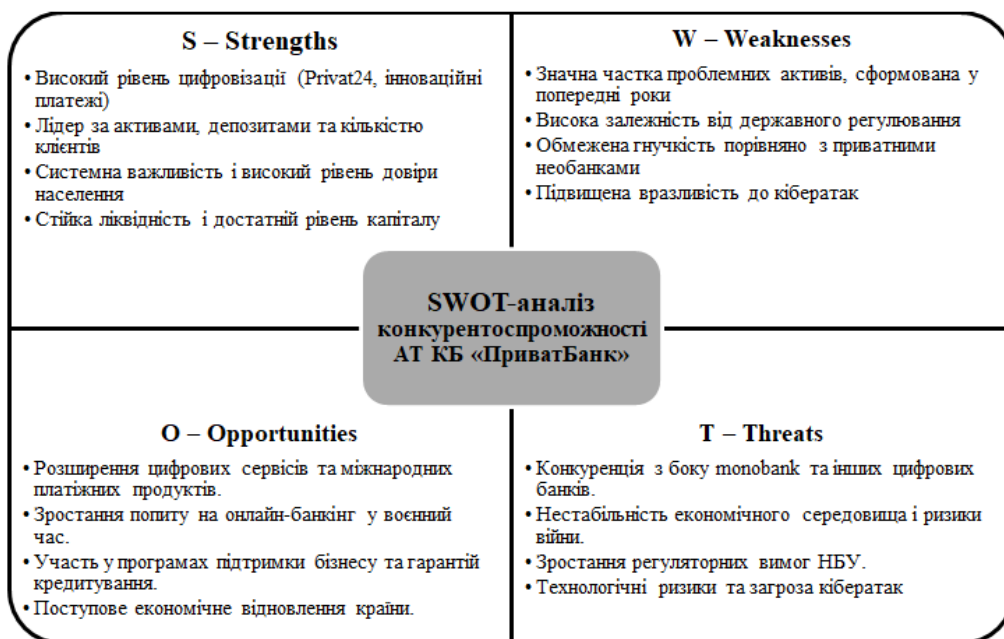 S – Strengths
• Високий рівень цифровізації (Privat24, інноваційні
платежі)
• Лідер за активами, депозитами та кількістю
клієнтів
• Системна важливість і високий рівень довіри
населення
• Стійка ліквідність і достатній рівень капіталу
W – Weaknesses
• Значна частка проблемних активів, сформована у
попередні роки
• Висока залежність від державного регулювання
• Обмежена гнучкість порівняно з приватними
необанками
• Підвищена вразливість до кібератак
SWOT-аналіз
конкурентоспроможності
АТ КБ «ПриватБанк»
O – Opportunities
• Розширення цифрових сервісів та міжнародних
платіжних продуктів.
• Зростання попиту на онлайн-банкінг у воєнний
час.
• Участь у програмах підтримки бізнесу та гарантій
кредитування.
• Поступове економічне відновлення країни.
T – Threats
• Конкуренція з боку monobank та інших цифрових
банків.
• Нестабільність економічного середовища і ризики
війни.
• Зростання регуляторних вимог НБУ.
• Технологічні ризики та загроза кібератак